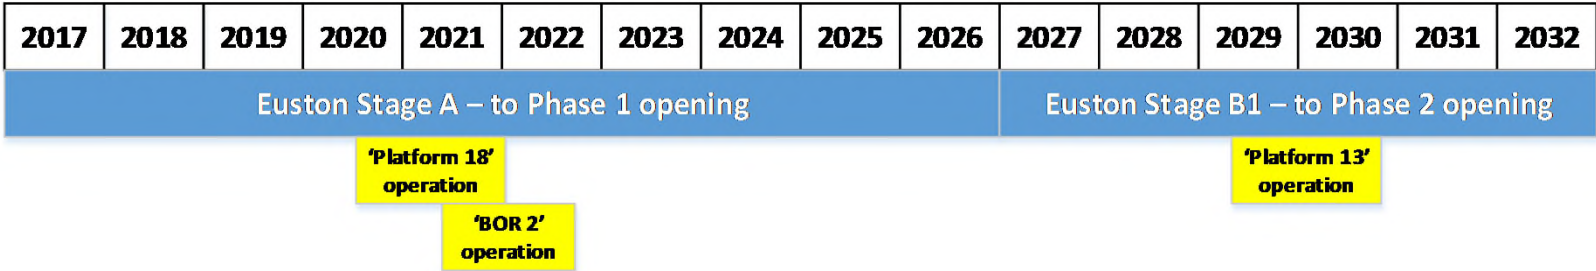 2017 2018 2019 2020 2021 2022 2023 2024 2025 2026 2027 2028 2029 2030 2031 2032
Euston Stage A – to Phase 1 opening Euston Stage B1 – to Phase 2 opening
‘Platform 18’
operation
‘Platform 13’
operation
‘BOR 2’
operation